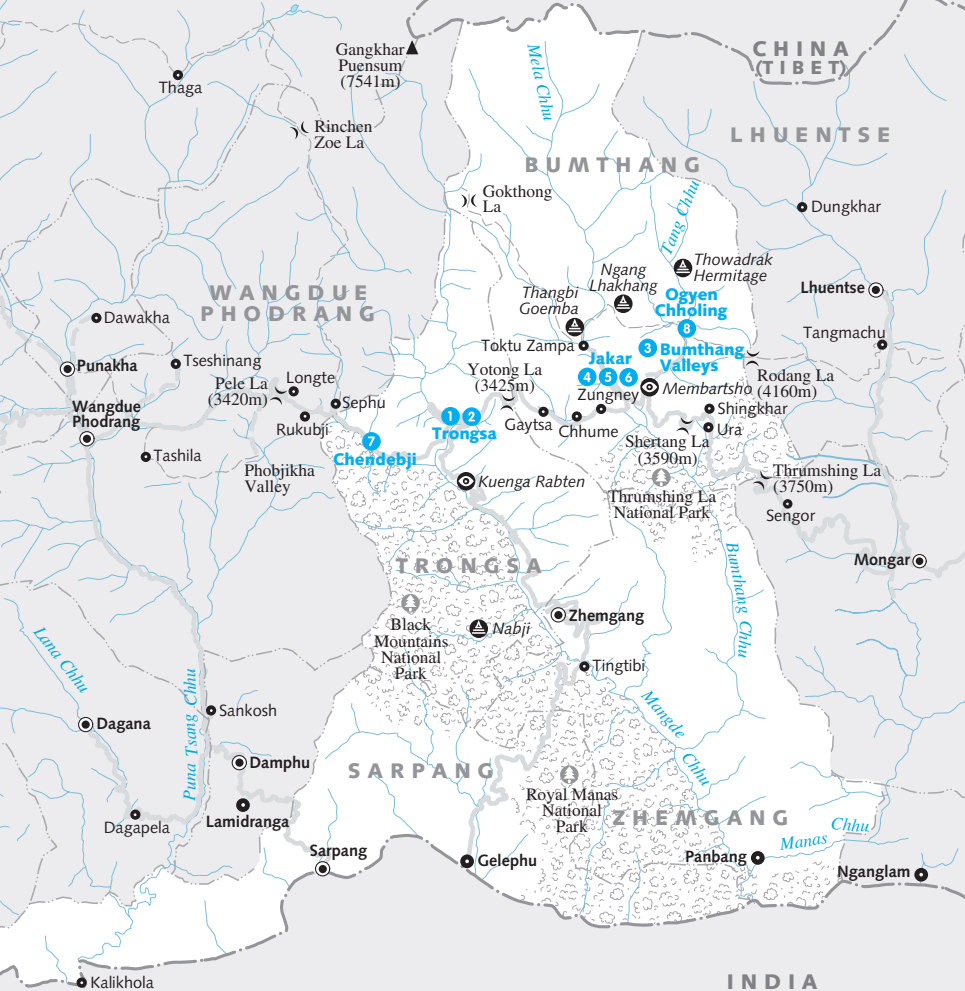 Gangkhar
Puensum
(7541m)
CHINA
(TIBET)
Mela Chhu
Thaga
Rinchen
Zoe La
LHUENTSE
BUMTHANG
Gokthong
La
Tang Chhu
Dungkhar
Thowadrak
Hermitage
Ngang
Lhakhang
Thangbi
Goemba
Ogyen
Chhöling
8
Lhuentse
WANGDUE
PHODRANG
Dawakha
Tangmachu
Toktu Zampa
3
Bumthang
Valleys
Jakar
4 5 6
Punakha
Tseshinang
Pele La
(3420m)
Longte
Yotong La
(3425m)
Zungney
Membartsho
Rodang La
(4160m)
Wangdue
Phodrang
Sephu
Rukubji
1 2
Trongsa
Gaytsa
Chhume
Shingkhar
Ura
Shertang La
(3590m)
7
Chendebji
Tashila
Phobjikha
Valley
Kuenga Rabten
Thrumshing La
(3750m)
Thrumshing La
National Park
Sengor
Bumthang Chhu
Mongar
TRONGSA
Black
Mountains
National
Park
Nabji
Zhemgang
Lana Chhu
Tingtibi
Puna Tsang Chhu
Mangde
Chhu
Sankosh
Dagana
Damphu
SARPANG
Royal Manas
National
Park
ZHEMGANG
Lamidranga
Dagapela
Manas Chhu
Sarpang
Gelephu
Panbang
Nganglam
Kalikhola
INDIA